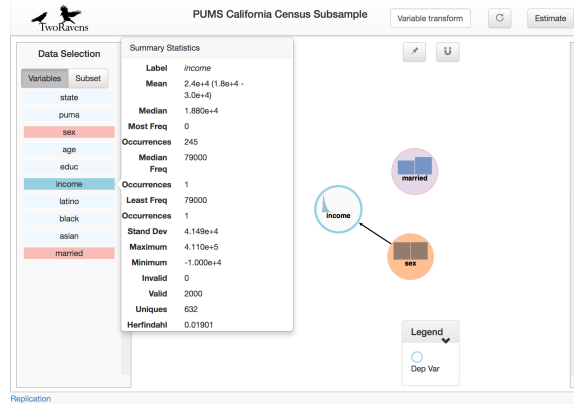 TwoRavens
PUMS California Census Subsample
Variable transform
Estimate
Data Selection
Variables Subset
state
puma
sex
age
educ
income
latino
black
asian
married
Summary Statistics
Label income
Mean 2.4e+4 (1.8e+4 -
3.0e+4)
Median 1.880e+4
Most Freq 0
Occurrences 245
Median 79000
Freq
Occurrences 1
Least Freq 79000
Occurrences 1
Stand Dev 4.149e+4
Maximum 4.110e+5
Minimum -1.000e+4
Invalid 0
Valid 2000
Uniques 632
Herfindahl 0.01901
married
income
sex
Legend
Dep Var
Replication